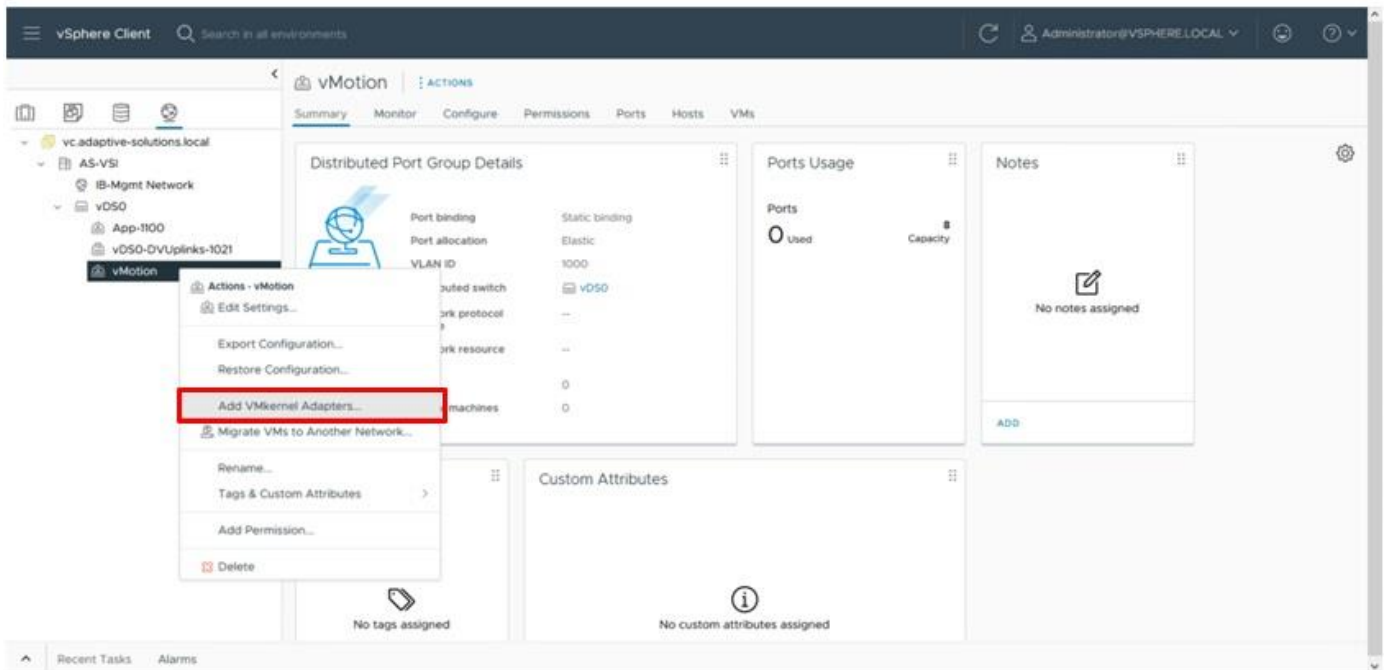 vSphere Client
Search in all environments
Administrator@VSPHERE.LOCAL
vMotion
ACTIONS
Summary Monitor Configure Permissions Ports Hosts VMs
vc.adaptive-solutions.local
AS-VSI
IB-Mgmt Network
vDS0
App-1100
vDS0-DVUplinks-1021
vMotion
Actions - vMotion
Edit Settings...
Export Configuration...
Restore Configuration...
Add VMkernel Adapters...
Migrate VMs to Another Network...
Rename...
Tags & Custom Attributes
Add Permission...
Delete
Distributed Port Group Details
Port binding Static binding
Port allocation Elastic
VLAN ID 1000
buted switch vDS0
ork protocol --
ork resource --
0
machines 0
Ports Usage
Ports
0 Used
8
Capacity
Notes
No notes assigned
ADD
No tags assigned
Custom Attributes
No custom attributes assigned
Recent Tasks Alarms